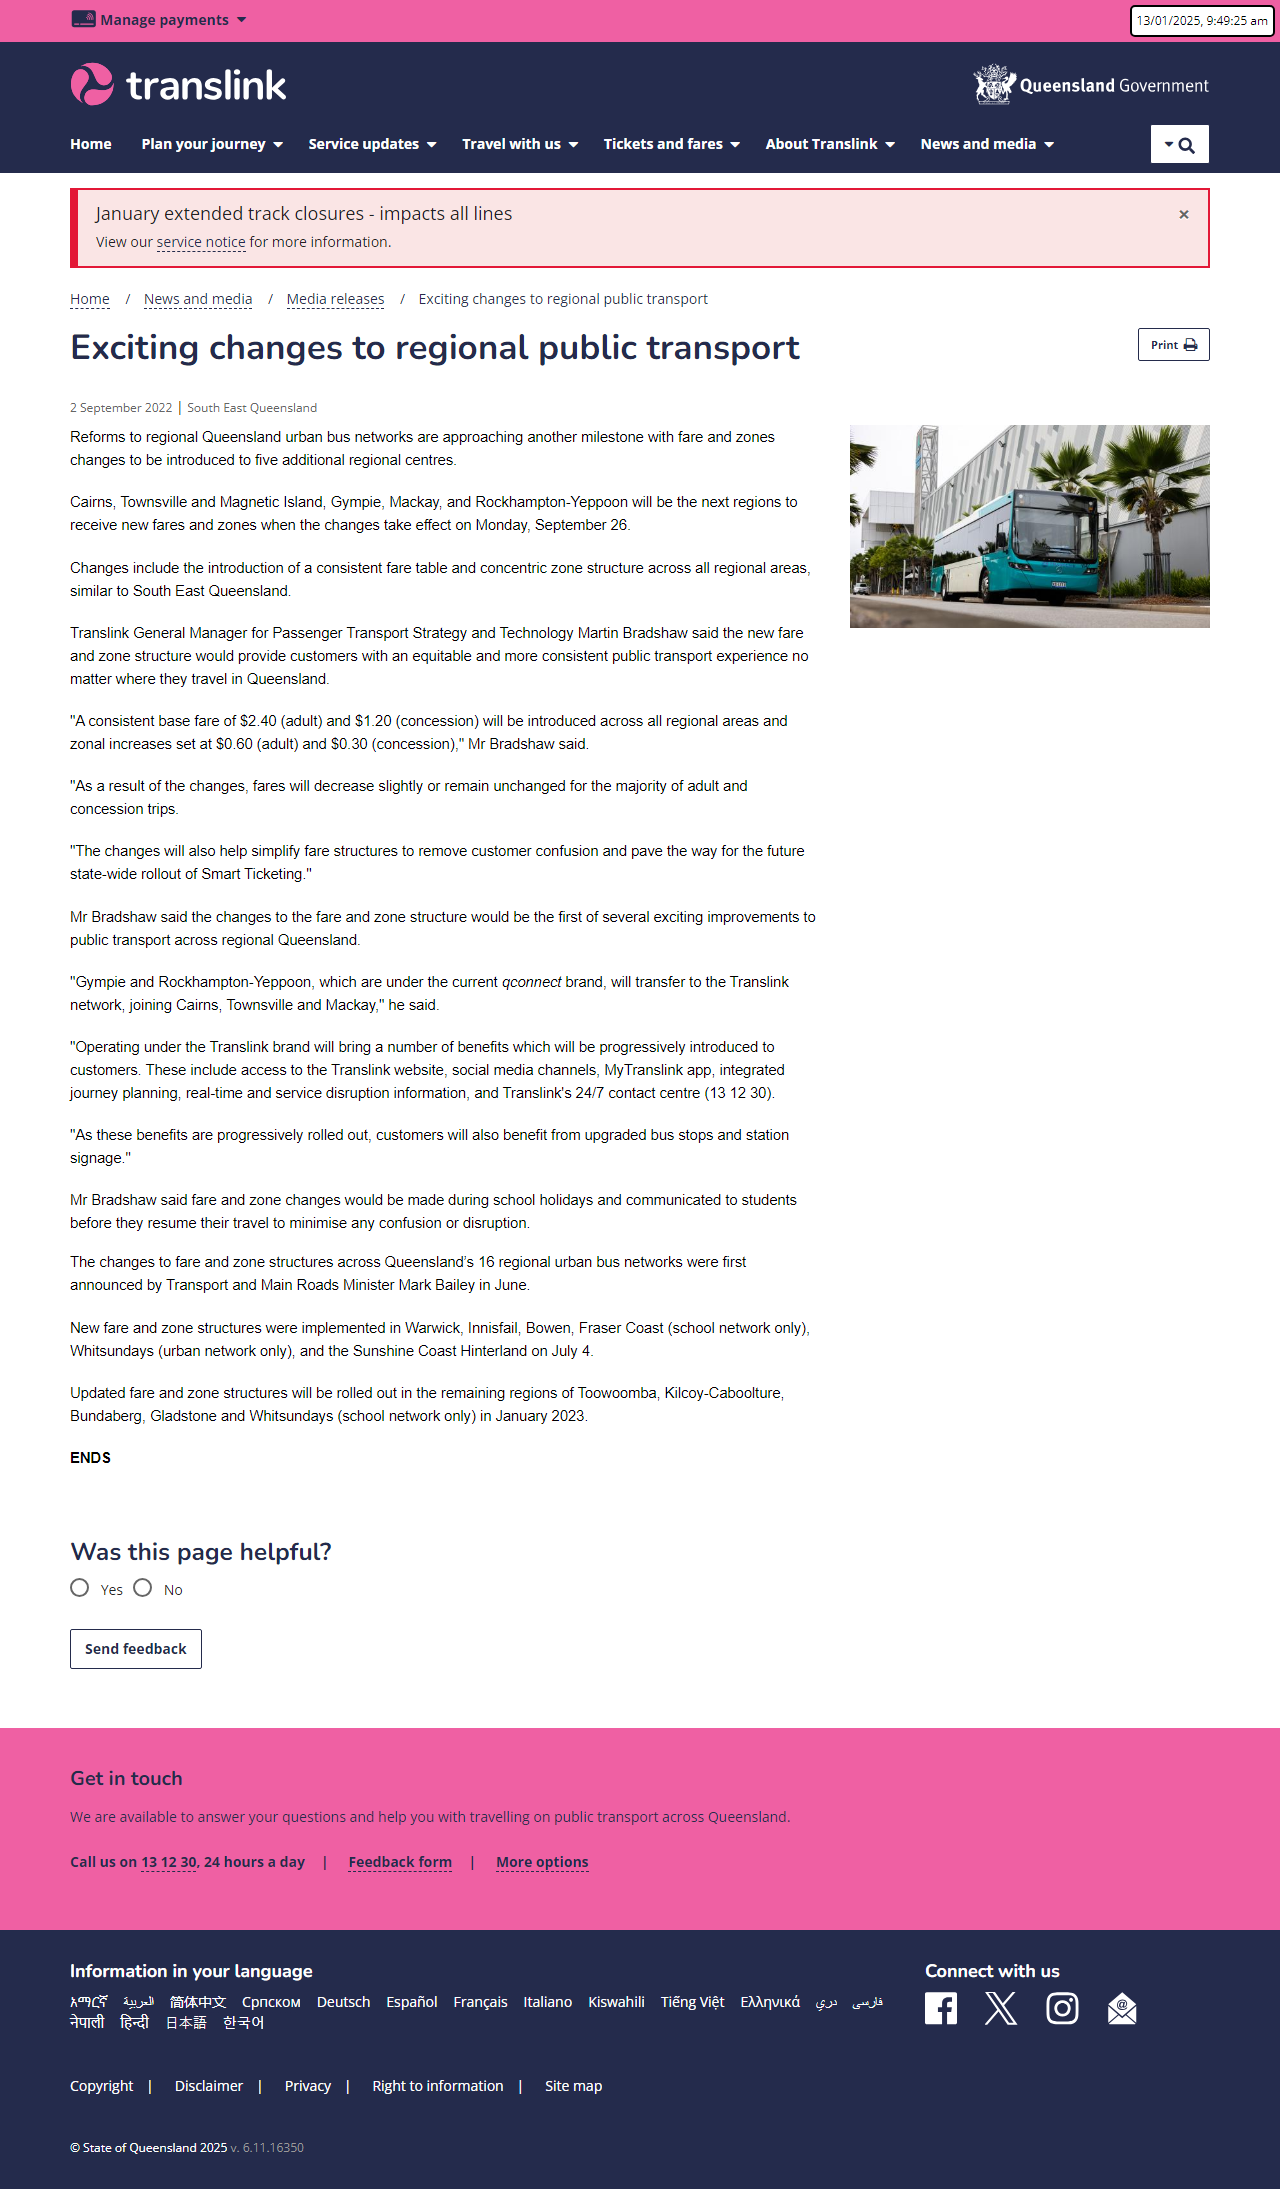 Manage payments
13/01/2025, 9:49:25 am
translink
Queensland Government
Home
Plan your journey
Service updates
Travel with us
Tickets and fares
About Translink
News and media
January extended track closures - impacts all lines
×
View our service notice for more information.
Home / News and media / Media releases / Exciting changes to regional public transport
Exciting changes to regional public transport
Print
2 September 2022 | South East Queensland
Reforms to regional Queensland urban bus networks are approaching another milestone with fare and zones
changes to be introduced to five additional regional centres.
Cairns, Townsville and Magnetic Island, Gympie, Mackay, and Rockhampton-Yeppoon will be the next regions to
receive new fares and zones when the changes take effect on Monday, September 26.
Changes include the introduction of a consistent fare table and concentric zone structure across all regional areas,
similar to South East Queensland.
Translink General Manager for Passenger Transport Strategy and Technology Martin Bradshaw said the new fare
and zone structure would provide customers with an equitable and more consistent public transport experience no
matter where they travel in Queensland.
"A consistent base fare of $2.40 (adult) and $1.20 (concession) will be introduced across all regional areas and
zonal increases set at $0.60 (adult) and $0.30 (concession)," Mr Bradshaw said.
"As a result of the changes, fares will decrease slightly or remain unchanged for the majority of adult and
concession trips.
"The changes will also help simplify fare structures to remove customer confusion and pave the way for the future
state-wide rollout of Smart Ticketing."
Mr Bradshaw said the changes to the fare and zone structure would be the first of several exciting improvements to
public transport across regional Queensland.
"Gympie and Rockhampton-Yeppoon, which are under the current qconnect brand, will transfer to the Translink
network, joining Cairns, Townsville and Mackay," he said.
"Operating under the Translink brand will bring a number of benefits which will be progressively introduced to
customers. These include access to the Translink website, social media channels, MyTranslink app, integrated
journey planning, real-time and service disruption information, and Translink's 24/7 contact centre (13 12 30).
"As these benefits are progressively rolled out, customers will also benefit from upgraded bus stops and station
signage."
Mr Bradshaw said fare and zone changes would be made during school holidays and communicated to students
before they resume their travel to minimise any confusion or disruption.
The changes to fare and zone structures across Queensland’s 16 regional urban bus networks were first
announced by Transport and Main Roads Minister Mark Bailey in June.
New fare and zone structures were implemented in Warwick, Innisfail, Bowen, Fraser Coast (school network only),
Whitsundays (urban network only), and the Sunshine Coast Hinterland on July 4.
Updated fare and zone structures will be rolled out in the remaining regions of Toowoomba, Kilcoy-Caboolture,
Bundaberg, Gladstone and Whitsundays (school network only) in January 2023.
ENDS
Was this page helpful?
Yes No
Send feedback
Get in touch
We are available to answer your questions and help you with travelling on public transport across Queensland.
Call us on 13 12 30, 24 hours a day | Feedback form | More options
Information in your language
አማርኛ العربية 简体中文 Српском Deutsch Español Français Italiano Kiswahili Tiếng Việt Ελληνικά دري فارسی
नेपाली हिन्दी 日本語 한국어
Connect with us
Copyright | Disclaimer | Privacy | Right to information | Site map
© State of Queensland 2025 v. 6.11.16350